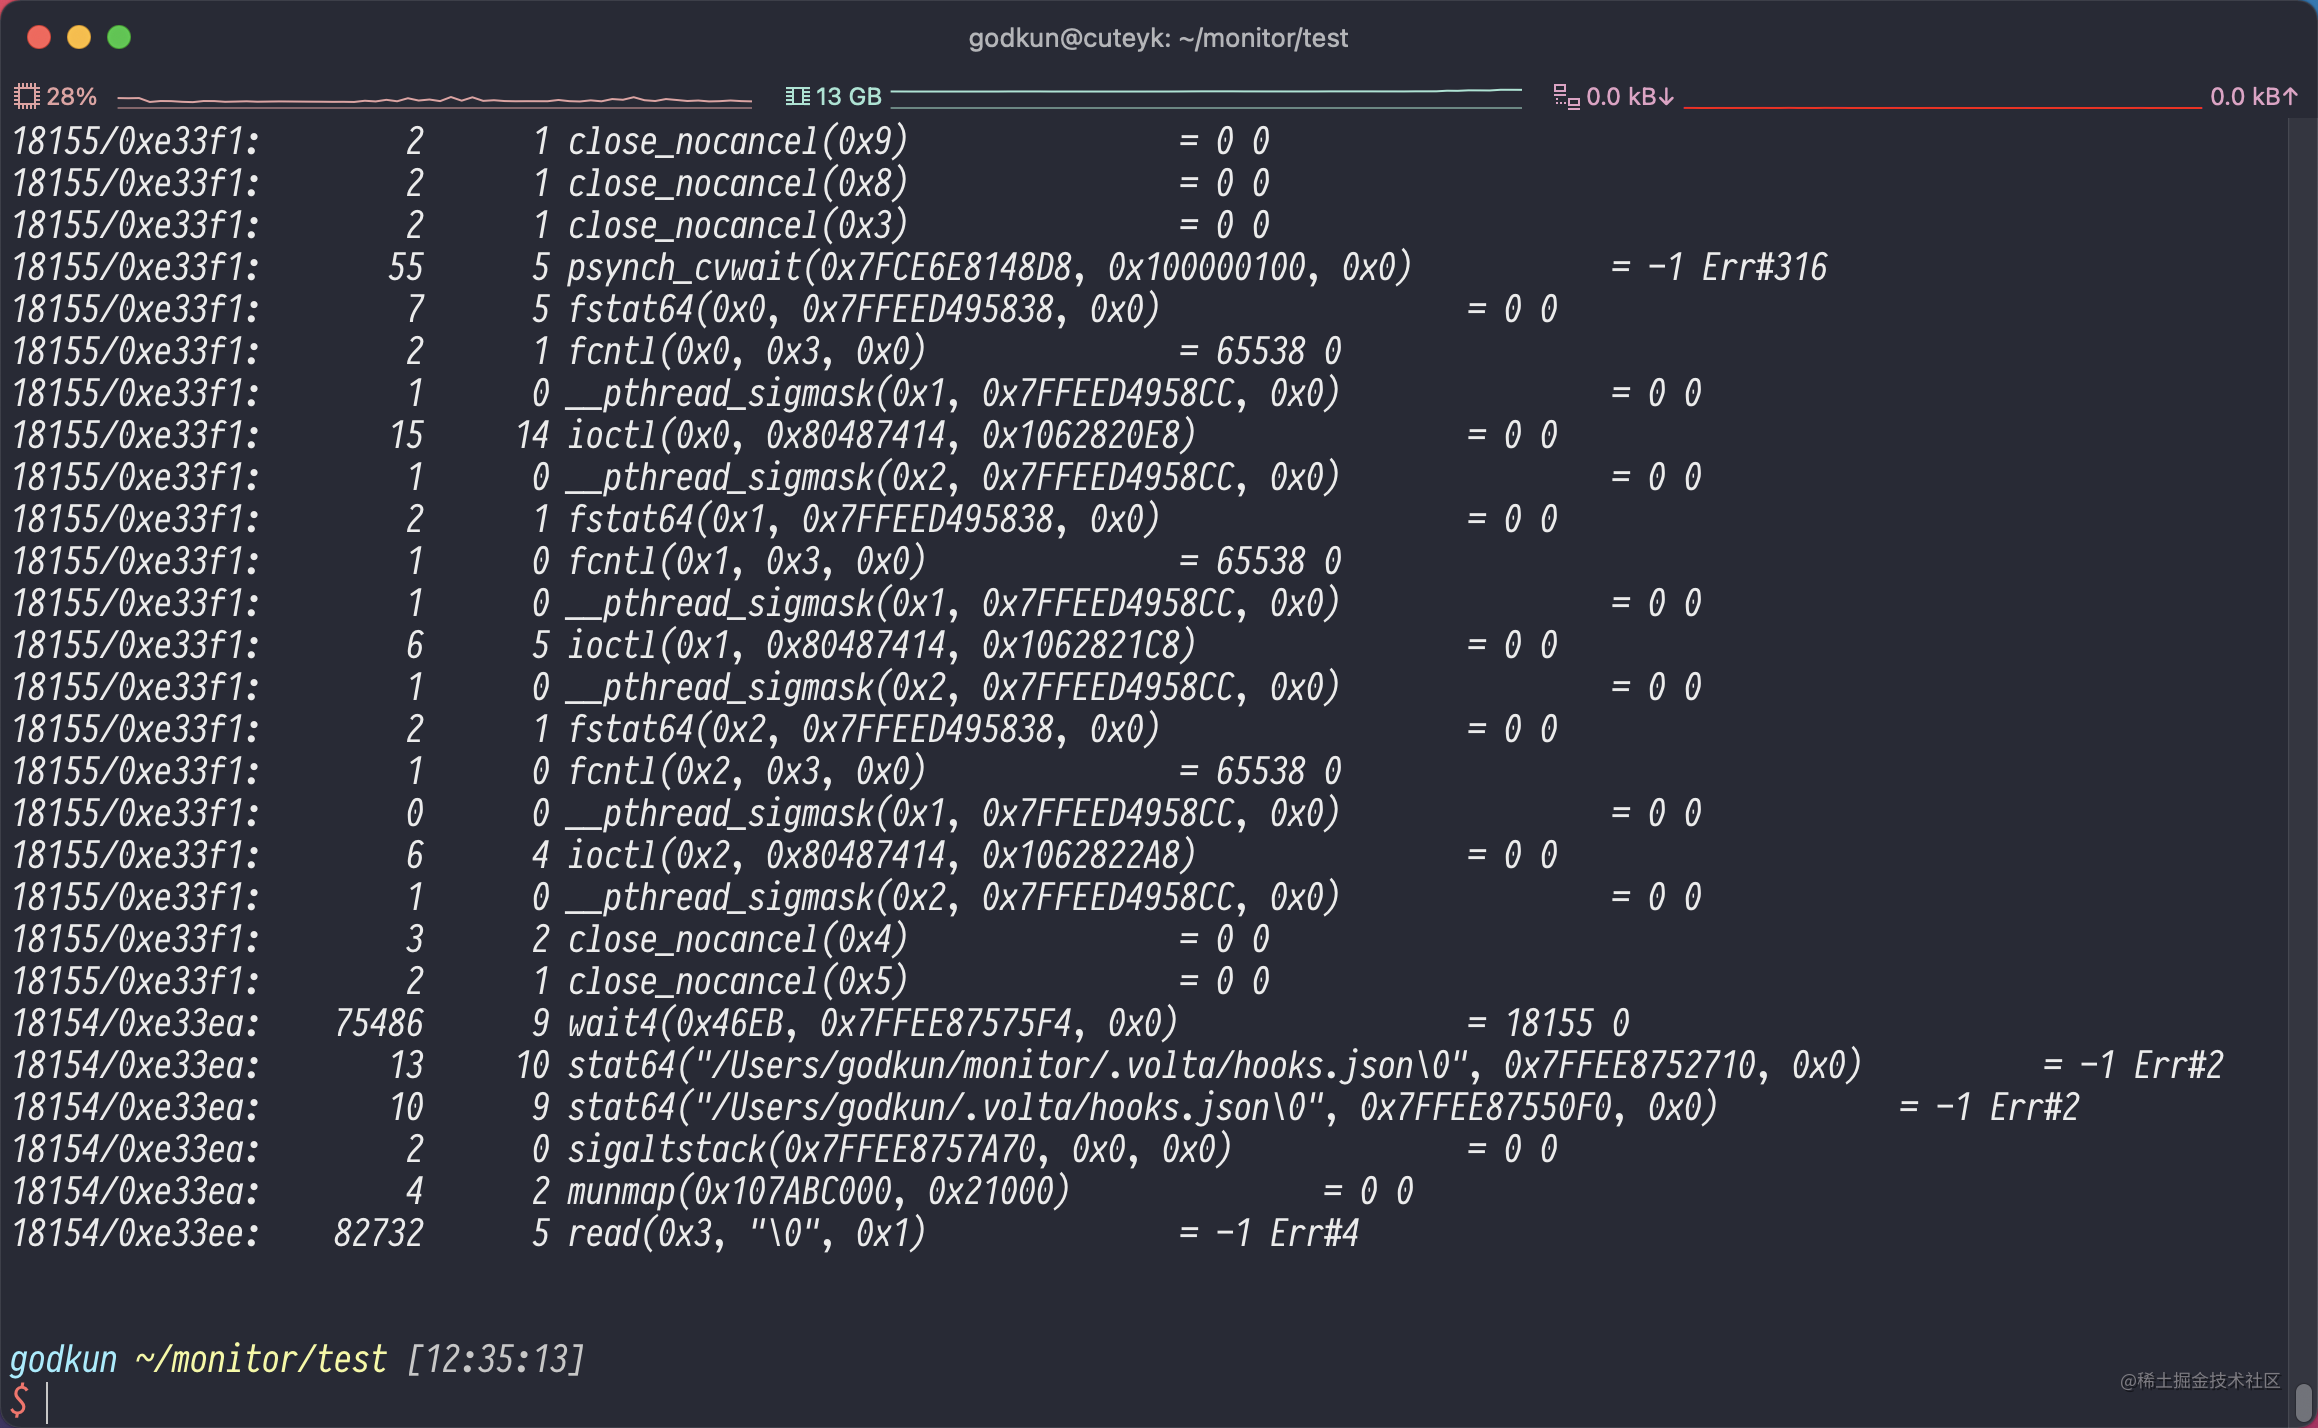 godkun@cuteyk: ~/monitor/test
28% 13 GB 0.0 kB↓ 0.0 kB↑
18155/0xe33f1: 2 1 close_nocancel(0x9) = 0 0
18155/0xe33f1: 2 1 close_nocancel(0x8) = 0 0
18155/0xe33f1: 2 1 close_nocancel(0x3) = 0 0
18155/0xe33f1: 55 5 psynch_cvwait(0x7FCE6E8148D8, 0x100000100, 0x0) = -1 Err#316
18155/0xe33f1: 7 5 fstat64(0x0, 0x7FFEED495838, 0x0) = 0 0
18155/0xe33f1: 2 1 fcntl(0x0, 0x3, 0x0) = 65538 0
18155/0xe33f1: 1 0 __pthread_sigmask(0x1, 0x7FFEED4958CC, 0x0) = 0 0
18155/0xe33f1: 15 14 ioctl(0x0, 0x80487414, 0x1062820E8) = 0 0
18155/0xe33f1: 1 0 __pthread_sigmask(0x2, 0x7FFEED4958CC, 0x0) = 0 0
18155/0xe33f1: 2 1 fstat64(0x1, 0x7FFEED495838, 0x0) = 0 0
18155/0xe33f1: 1 0 fcntl(0x1, 0x3, 0x0) = 65538 0
18155/0xe33f1: 1 0 __pthread_sigmask(0x1, 0x7FFEED4958CC, 0x0) = 0 0
18155/0xe33f1: 6 5 ioctl(0x1, 0x80487414, 0x1062821C8) = 0 0
18155/0xe33f1: 1 0 __pthread_sigmask(0x2, 0x7FFEED4958CC, 0x0) = 0 0
18155/0xe33f1: 2 1 fstat64(0x2, 0x7FFEED495838, 0x0) = 0 0
18155/0xe33f1: 1 0 fcntl(0x2, 0x3, 0x0) = 65538 0
18155/0xe33f1: 0 0 __pthread_sigmask(0x1, 0x7FFEED4958CC, 0x0) = 0 0
18155/0xe33f1: 6 4 ioctl(0x2, 0x80487414, 0x1062822A8) = 0 0
18155/0xe33f1: 1 0 __pthread_sigmask(0x2, 0x7FFEED4958CC, 0x0) = 0 0
18155/0xe33f1: 3 2 close_nocancel(0x4) = 0 0
18155/0xe33f1: 2 1 close_nocancel(0x5) = 0 0
18154/0xe33ea: 75486 9 wait4(0x46EB, 0x7FFEE87575F4, 0x0) = 18155 0
18154/0xe33ea: 13 10 stat64("/Users/godkun/monitor/.volta/hooks.json\0", 0x7FFEE8752710, 0x0) = -1 Err#2
18154/0xe33ea: 10 9 stat64("/Users/godkun/.volta/hooks.json\0", 0x7FFEE87550F0, 0x0) = -1 Err#2
18154/0xe33ea: 2 0 sigaltstack(0x7FFEE8757A70, 0x0, 0x0) = 0 0
18154/0xe33ea: 4 2 munmap(0x107ABC000, 0x21000) = 0 0
18154/0xe33ee: 82732 5 read(0x3, "\0", 0x1) = -1 Err#4
godkun ~/monitor/test [12:35:13]
$
@稀土掘金技术社区